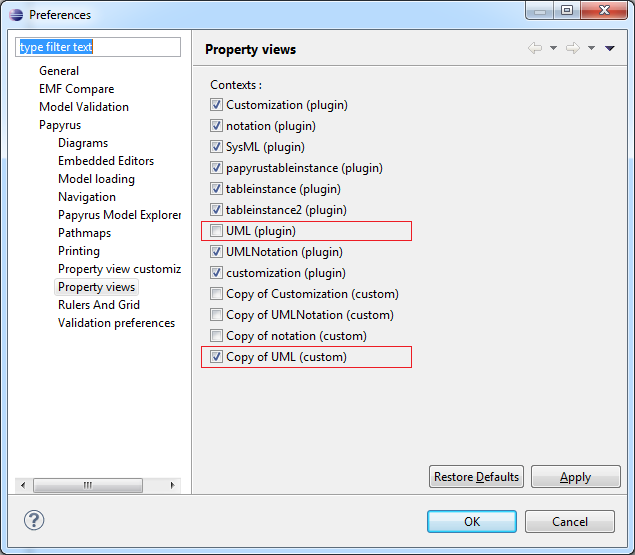 Preferences
type filter text
General
EMF Compare
Model Validation
Papyrus
Diagrams
Embedded Editors
Model loading
Navigation
Papyrus Model Explorer
Pathmaps
Printing
Property view customiz
Property views
Rulers And Grid
Validation preferences
Property views
Contexts :
Customization (plugin)
notation (plugin)
SysML (plugin)
papyrustableinstance (plugin)
tableinstance (plugin)
tableinstance2 (plugin)
UML (plugin)
UMLNotation (plugin)
customization (plugin)
Copy of Customization (custom)
Copy of UMLNotation (custom)
Copy of notation (custom)
Copy of UML (custom)
Restore Defaults
Apply
OK
Cancel